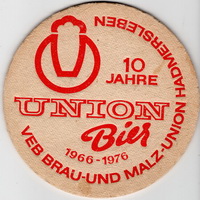 10
JAHRE
UNION
Bier
1966-1976
VEB BRAU-UND MALZ-UNION HADMERSLEBEN